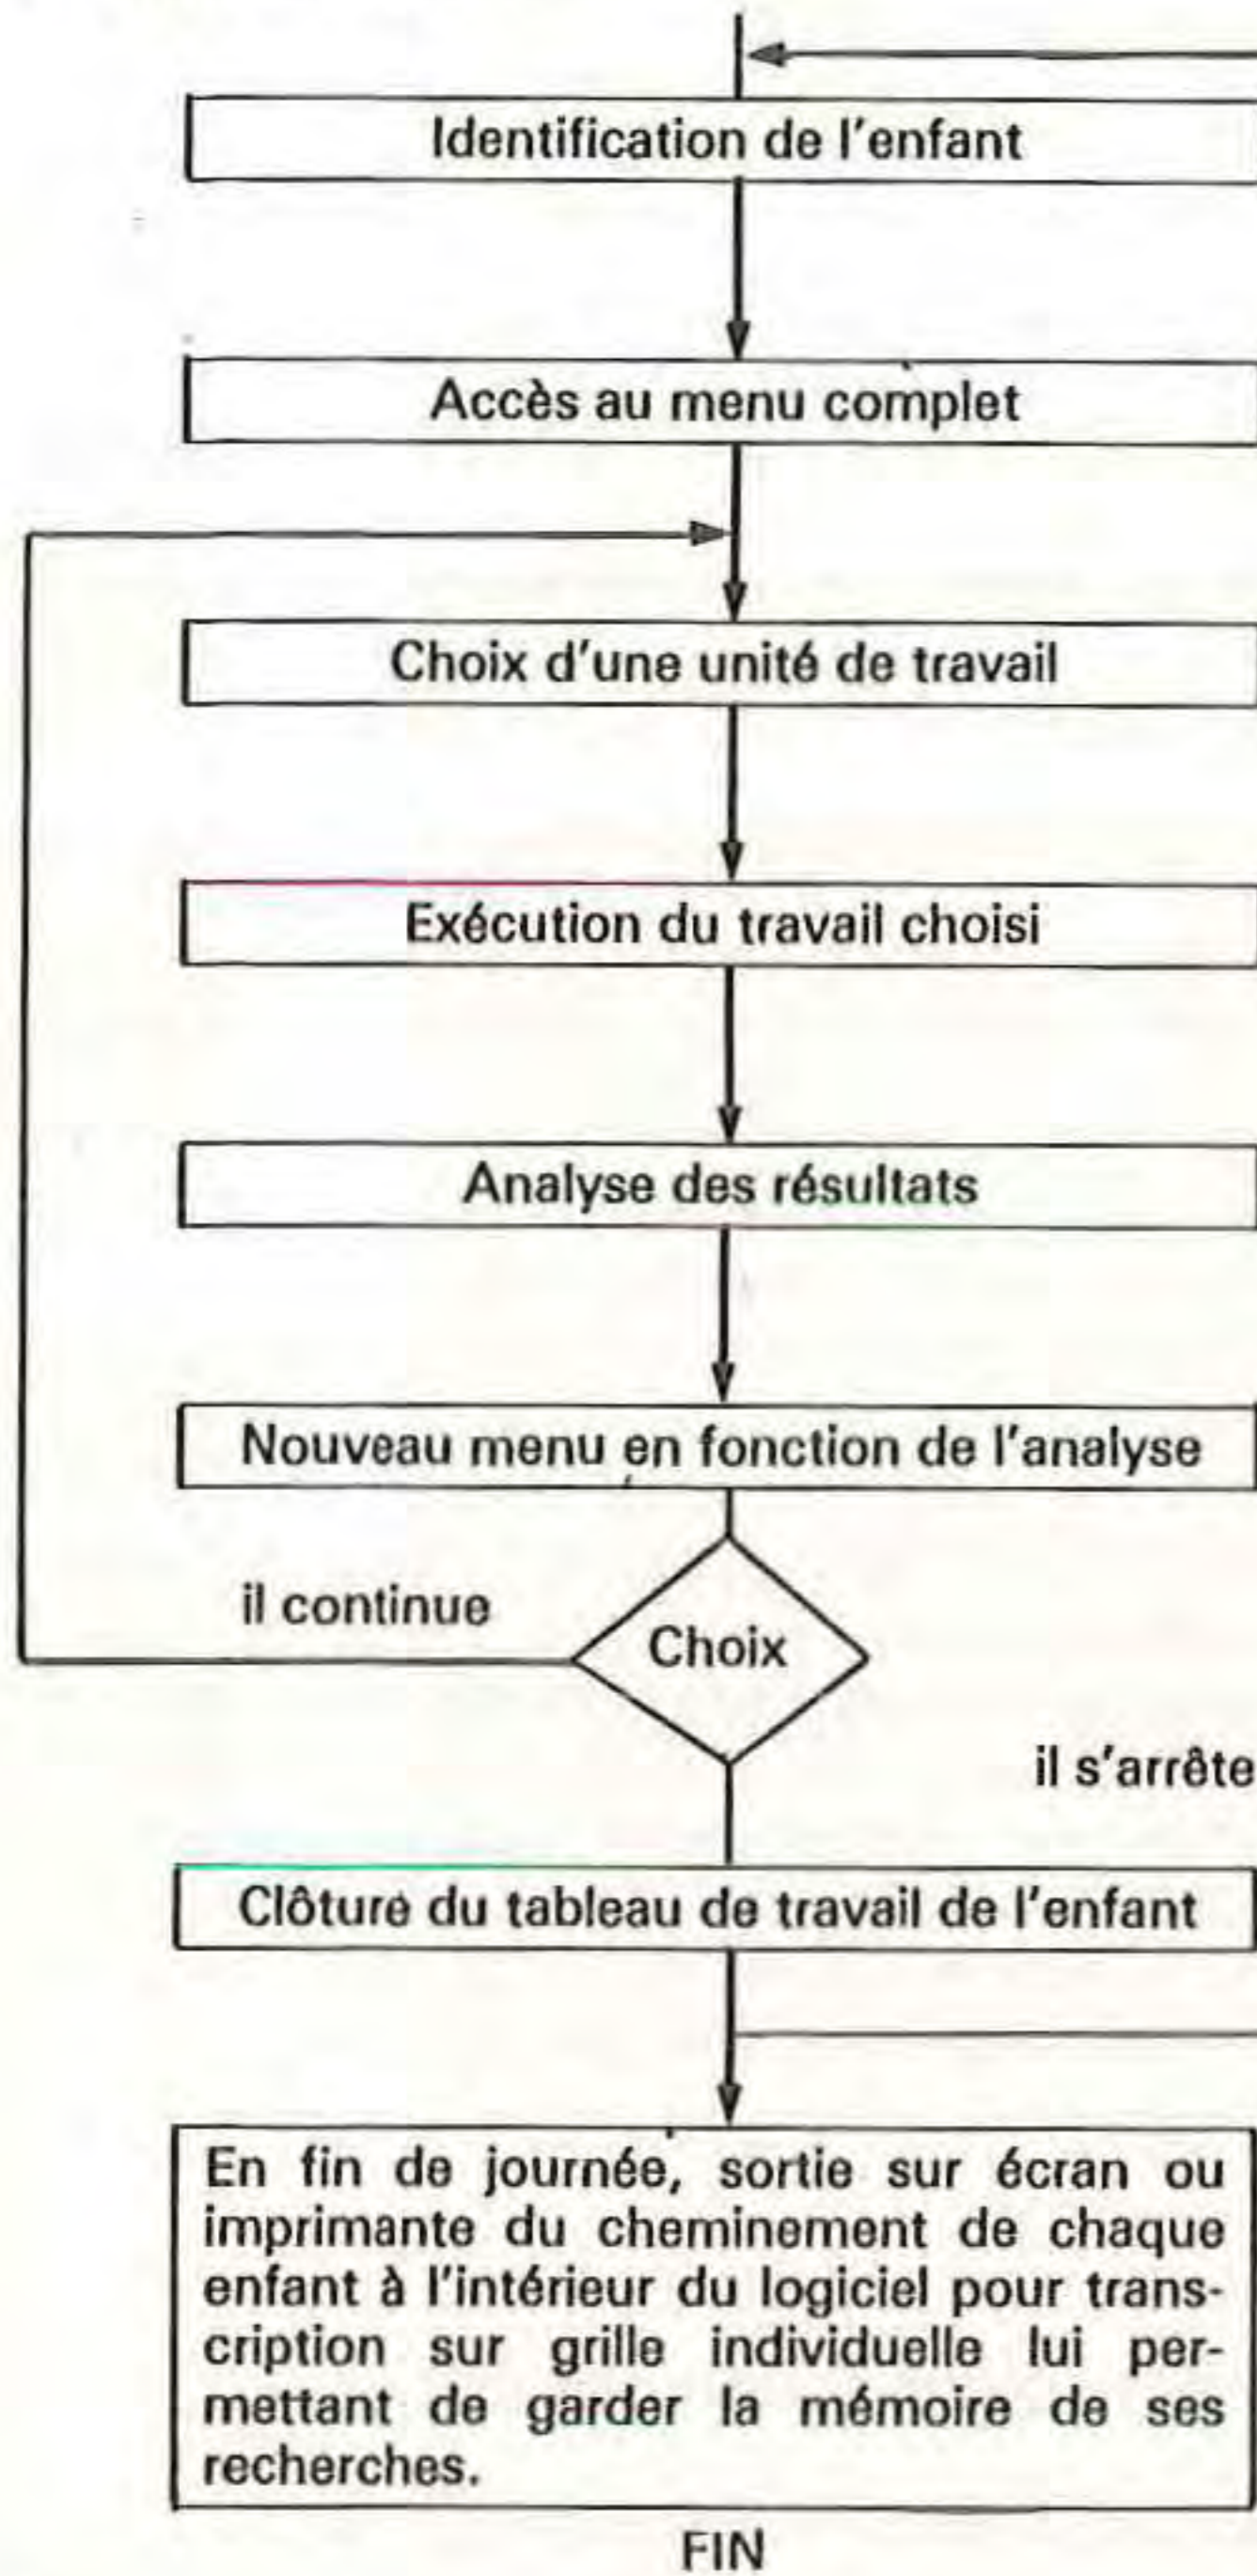 Identification de l'enfant
Accès au menu complet
Choix d'une unité de travail
Exécution du travail choisi
Analyse des résultats
Nouveau menu en fonction de l'analyse
il continue
Choix
il s'arrête
Clôture du tableau de travail de l'enfant
En fin de journée, sortie sur écran ou
imprimante du cheminement de chaque
enfant à l'intérieur du logiciel pour trans-
cription sur grille individuelle lui per-
mettant de garder la mémoire de ses
recherches.
FIN